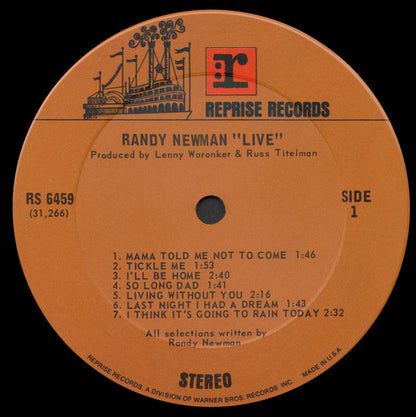 r
REPRISE RECORDS
RANDY NEWMAN "LIVE"
Produced by Lenny Waronker & Russ Titelman
RS 6459
(31,266)
SIDE
1
1. MAMA TOLD ME NOT TO COME 1:46
2. TICKLE ME 1:53
3. I'LL BE HOME 2:40
4. SO LONG DAD 1:41
5. LIVING WITHOUT YOU 2:16
6. LAST NIGHT I HAD A DREAM 1:43
7. I THINK IT'S GOING TO RAIN TODAY 2:32
All selections written by
Randy Newman
STEREO
REPRISE RECORDS, A DIVISION OF WARNER BROS. RECORDS INC. MADE IN U.S.A.